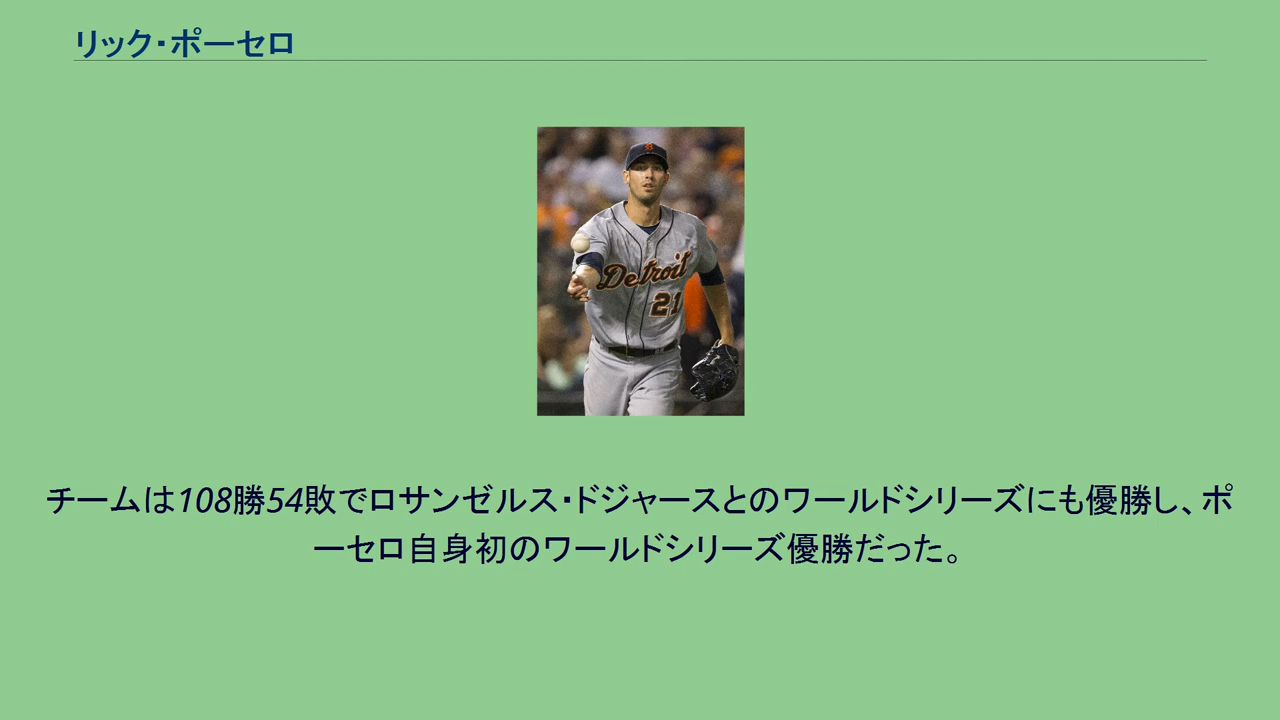 リック・ポーセロ
Detroit
21
チームは108勝54敗でロサンゼルス・ドジャースとのワールドシリーズにも優勝し、ポ
ーセロ自身初のワールドシリーズ優勝だった。